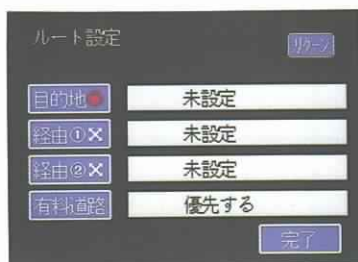 ルート設定
リターン
目的地● 未設定
経由①✕ 未設定
経由②✕ 未設定
有料道路 優先する
完了